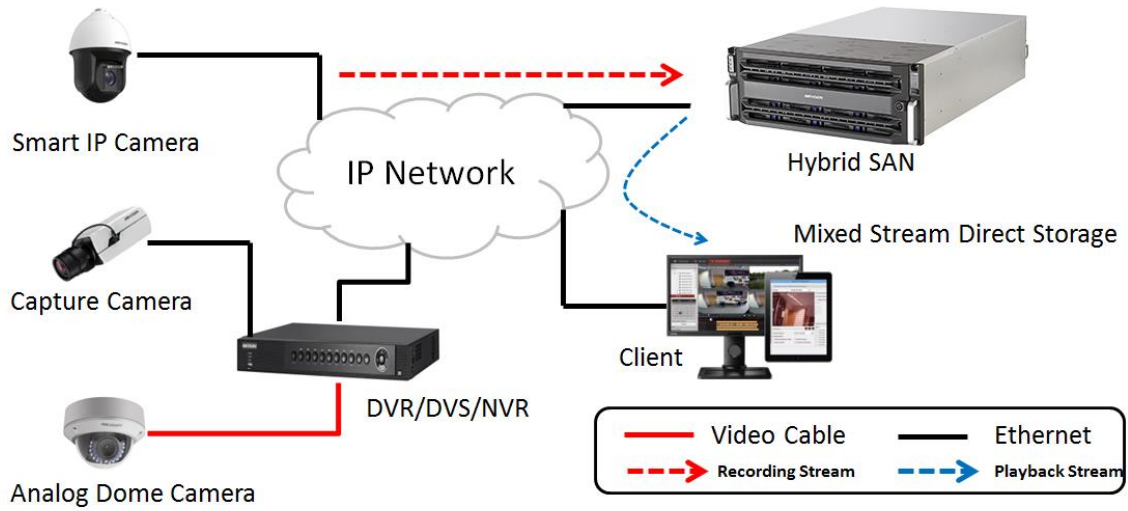 Smart IP Camera
IP Network
Hybrid SAN
Mixed Stream Direct Storage
Capture Camera
Client
DVR/DVS/NVR
Analog Dome Camera
Video Cable
Ethernet
Recording Stream
Playback Stream